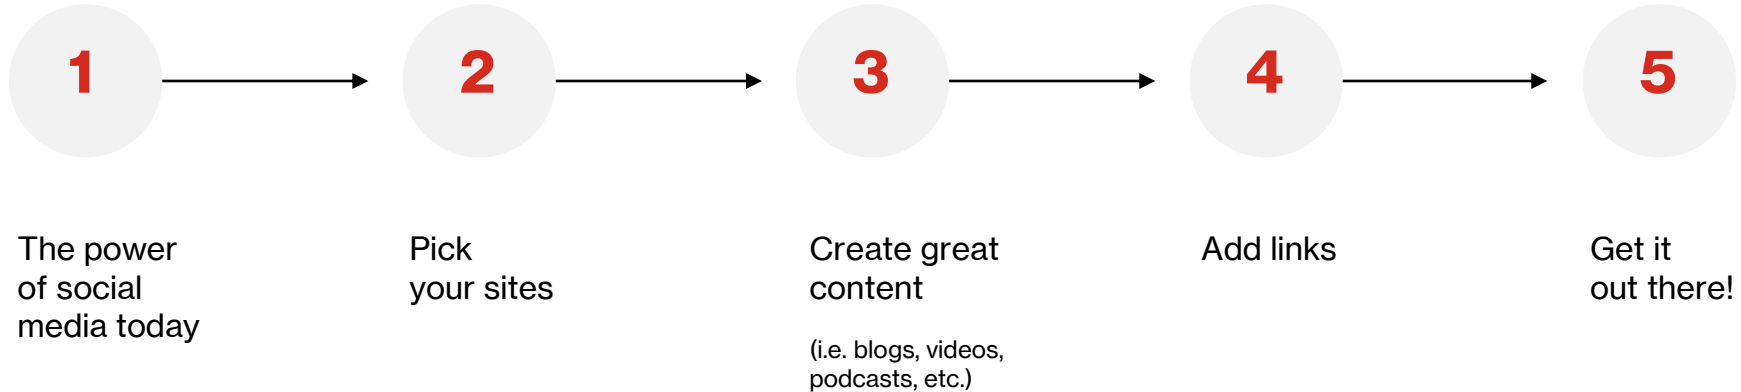 1
The power
of social
media today
2
Pick
your sites
3
Create great
content
(i.e. blogs, videos,
podcasts, etc.)
4
Add links
5
Get it
out there!